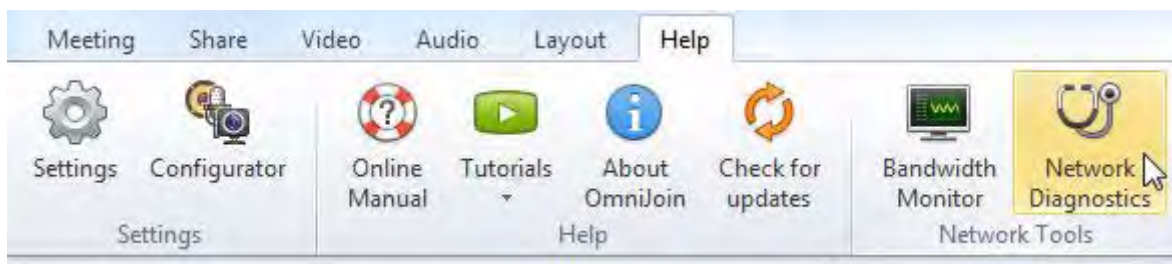 Meeting Share Video Audio Layout Help
Settings Configurator Online Tutorials About Check for Bandwidth Network
Manual OmniJoin updates Monitor Diagnostics
Settings Help Network Tools